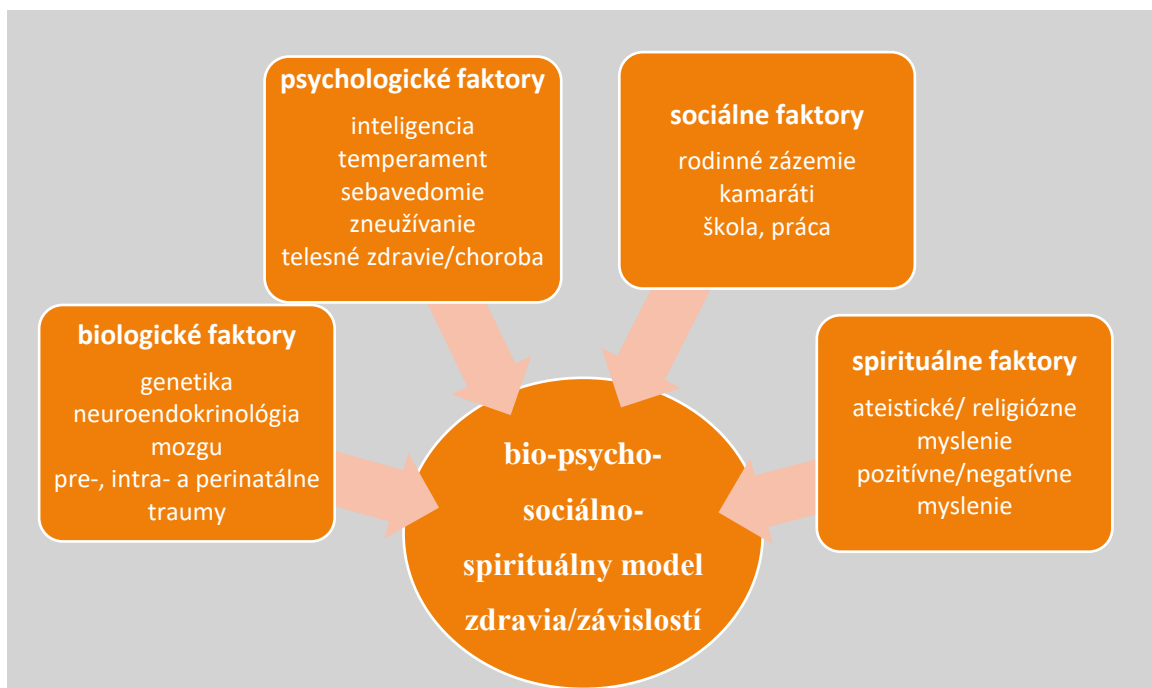 psychologické faktory
inteligencia
temperament
sebavedomie
zneužívanie
telesné zdravie/choroba
sociálne faktory
rodinné zázemie
kamaráti
škola, práca
biologické faktory
genetika
neuroendokrinológia
mozgu
pre-, intra- a perinatálne
traumy
spirituálne faktory
ateistické/ religiózne
myslenie
pozitívne/negatívne
myslenie
bio-psycho-
sociálno-
spirituálny model
zdravia/závislostí